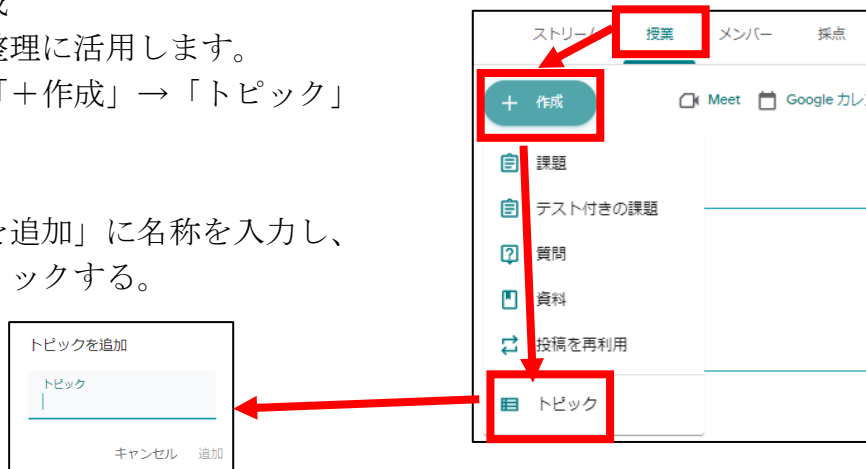 整理に活用します。
「＋作成」→「トピック」
を追加」に名称を入力し、
ックする。
トピックを追加
トピック
キャンセル 追加
ストリーム 授業 メンバー 採点
＋ 作成 Meet Google カレ
課題
テスト付きの課題
質問
資料
投稿を再利用
トピック